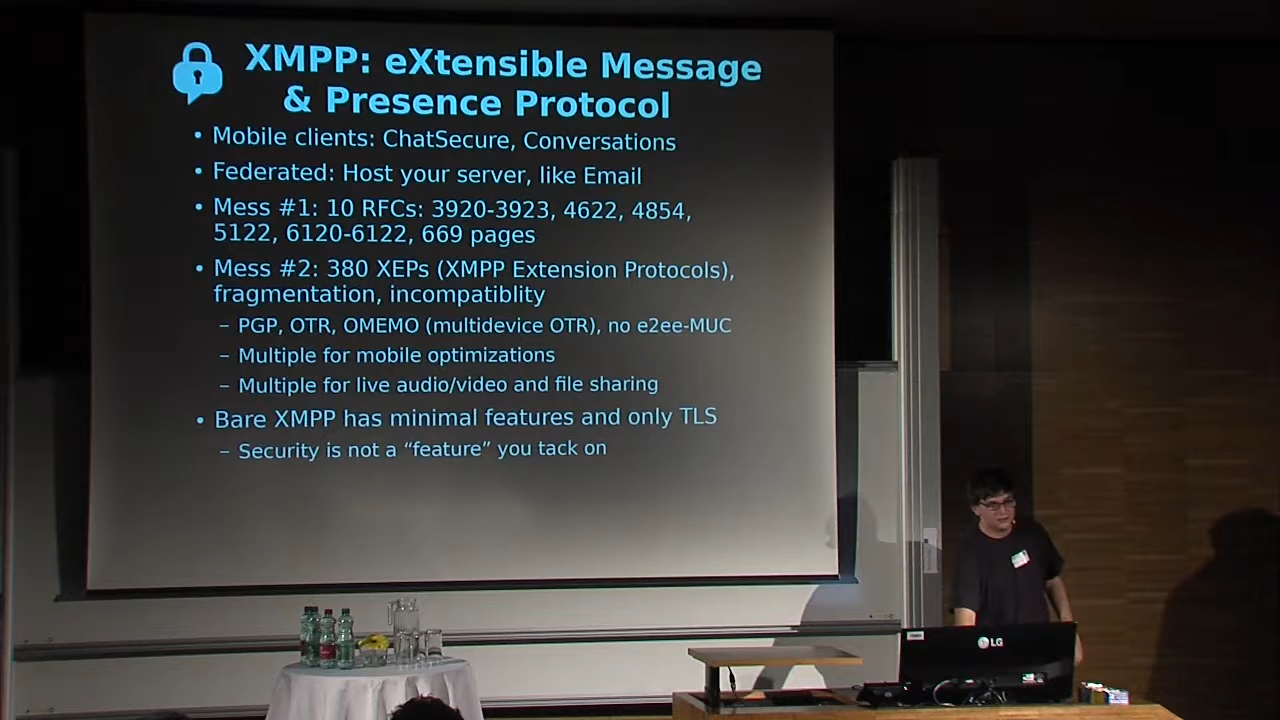 XMPP: eXtensible Message
& Presence Protocol
• Mobile clients: ChatSecure, Conversations
• Federated: Host your server, like Email
• Mess #1: 10 RFCs: 3920-3923, 4622, 4854,
5122, 6120-6122, 669 pages
• Mess #2: 380 XEPs (XMPP Extension Protocols),
fragmentation, incompatiblity
– PGP, OTR, OMEMO (multidevice OTR), no e2ee-MUC
– Multiple for mobile optimizations
– Multiple for live audio/video and file sharing
• Bare XMPP has minimal features and only TLS
– Security is not a “feature” you tack on
LG